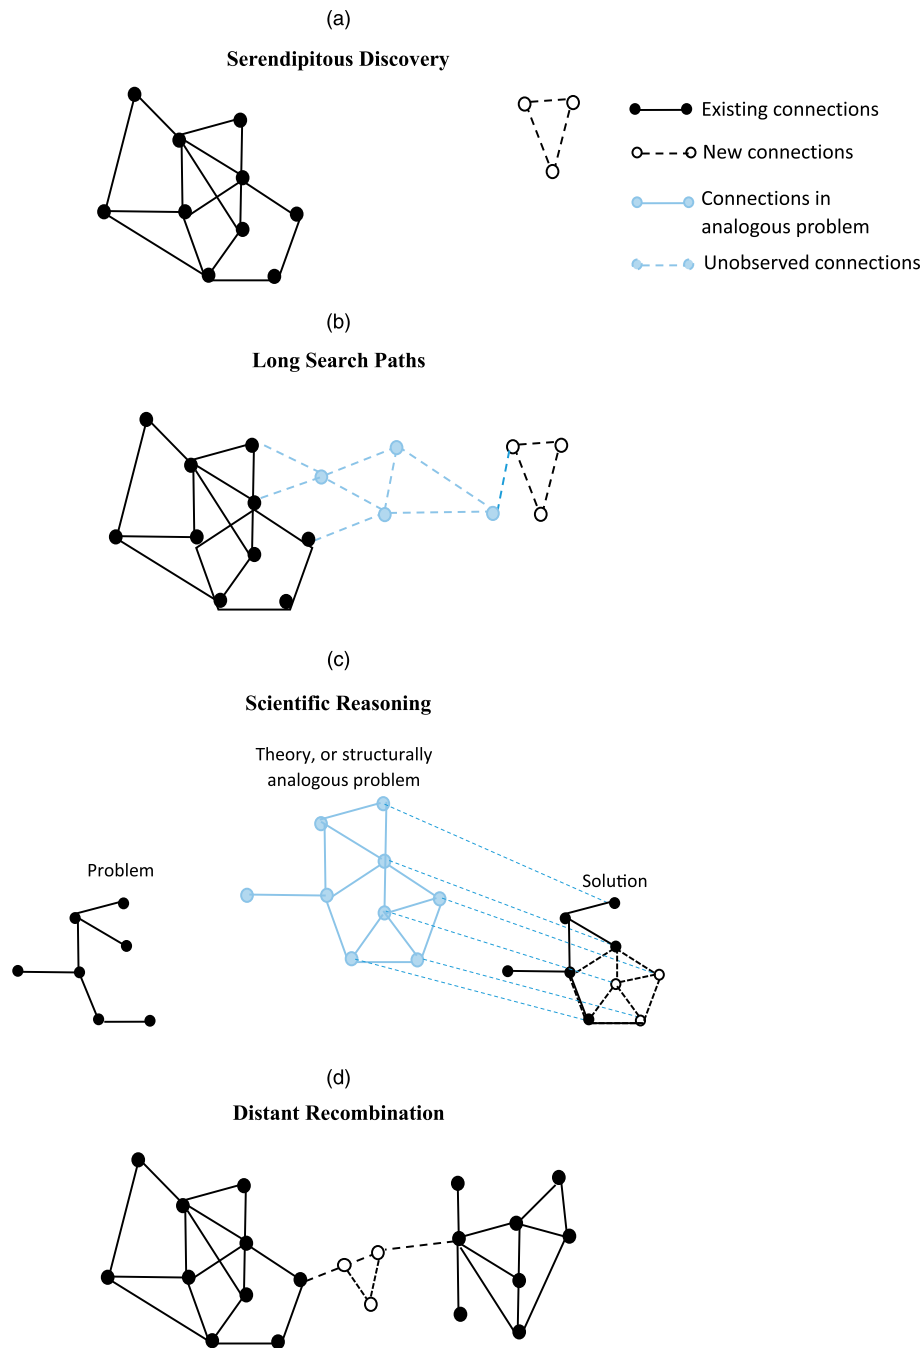 (a)
Serendipitous Discovery
Existing connections
New connections
Connections in
analogous problem
Unobserved connections
(b)
Long Search Paths
(c)
Scientific Reasoning
Theory, or structurally
analogous problem
Problem
Solution
(d)
Distant Recombination